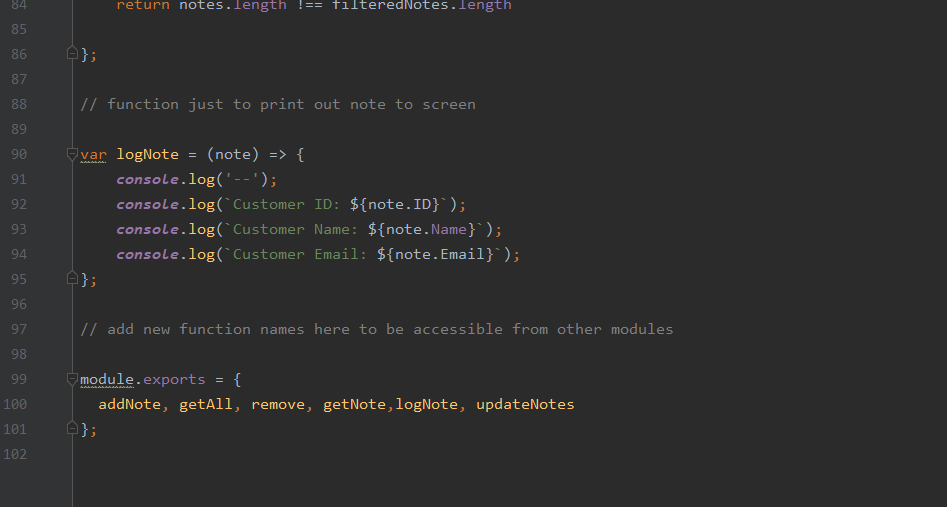 84 return notes.length !== filteredNotes.length
85
86 };
87
88 // function just to print out note to screen
89
90 var logNote = (note) => {
91 console.log('--');
92 console.log(`Customer ID: ${note.ID}`);
93 console.log(`Customer Name: ${note.Name}`);
94 console.log(`Customer Email: ${note.Email}`);
95 };
96
97 // add new function names here to be accessible from other modules
98
99 module.exports = {
100 addNote, getAll, remove, getNote,logNote, updateNotes
101 };
102